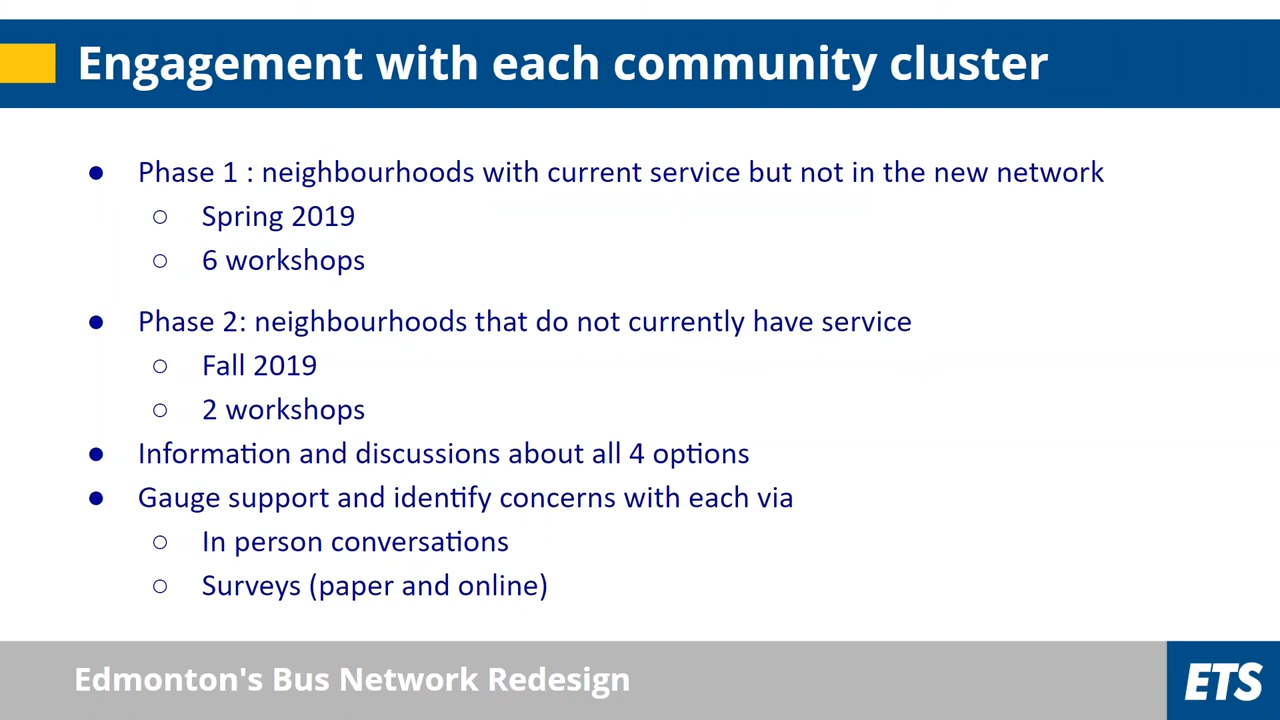 Engagement with each community cluster
● Phase 1 : neighbourhoods with current service but not in the new network
○ Spring 2019
○ 6 workshops
● Phase 2: neighbourhoods that do not currently have service
○ Fall 2019
○ 2 workshops
● Information and discussions about all 4 options
● Gauge support and identify concerns with each via
○ In person conversations
○ Surveys (paper and online)
Edmonton's Bus Network Redesign
ETS